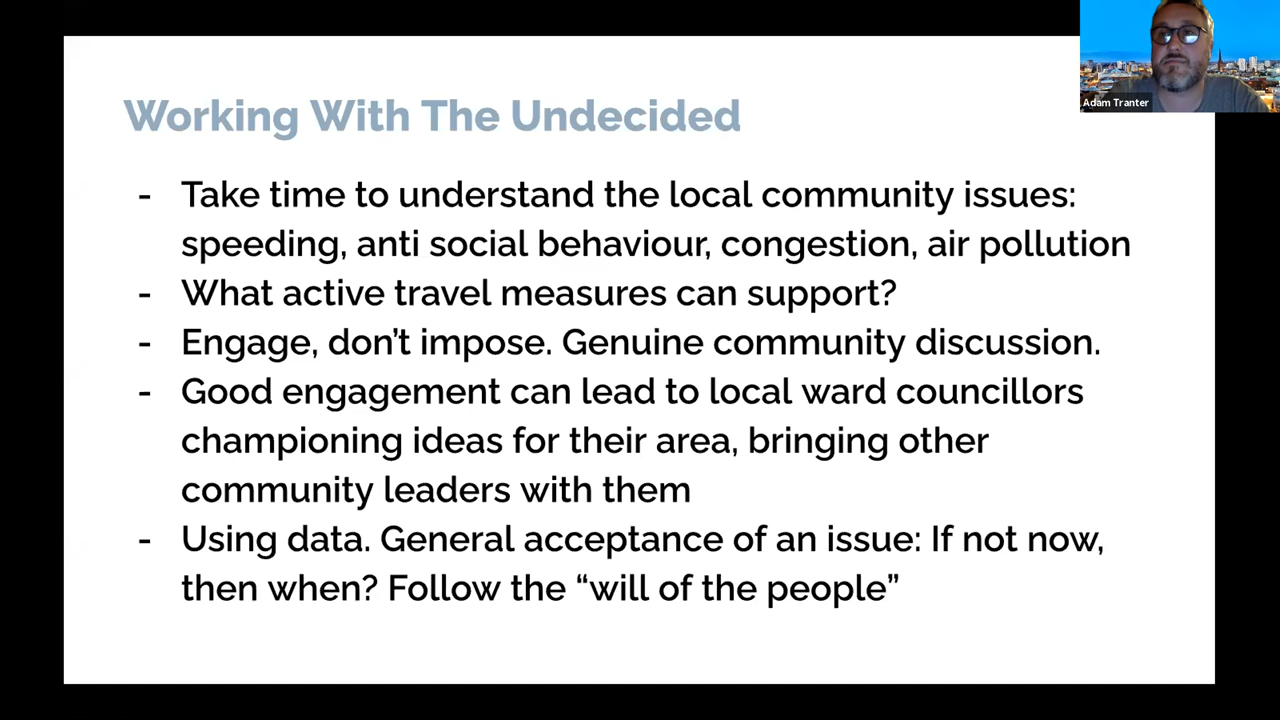 Adam Tranter
Working With The Undecided
- Take time to understand the local community issues:
speeding, anti social behaviour, congestion, air pollution
- What active travel measures can support?
- Engage, don’t impose. Genuine community discussion.
- Good engagement can lead to local ward councillors
championing ideas for their area, bringing other
community leaders with them
- Using data. General acceptance of an issue: If not now,
then when? Follow the “will of the people”